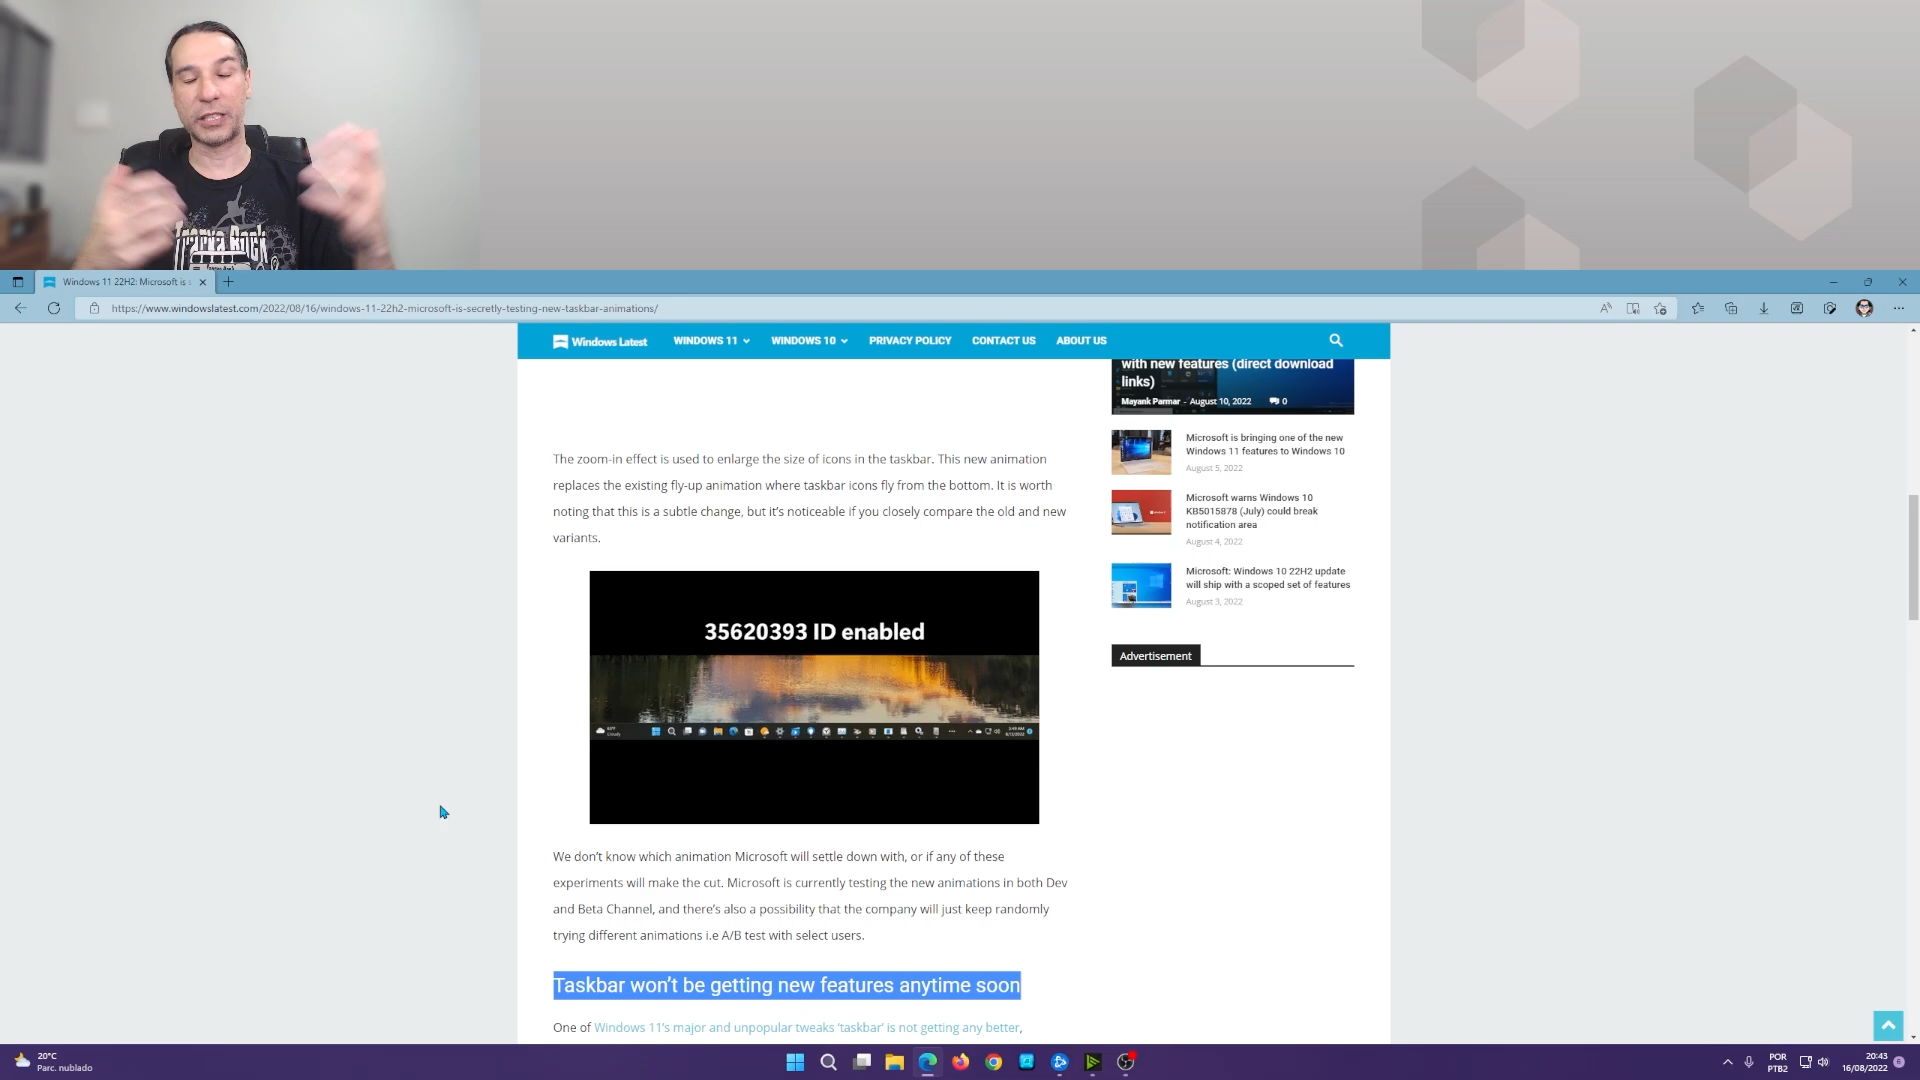 Windows 11 22H2: Microsoft is
https://www.windowslatest.com/2022/08/16/windows-11-22h2-microsoft-is-secretly-testing-new-taskbar-animations/
Windows Latest
WINDOWS 11
WINDOWS 10
PRIVACY POLICY
CONTACT US
ABOUT US
with new features (direct download
links)
Mayank Parmar - August 10, 2022
0
The zoom-in effect is used to enlarge the size of icons in the taskbar. This new animation
replaces the existing fly-up animation where taskbar icons fly from the bottom. It is worth
noting that this is a subtle change, but it's noticeable if you closely compare the old and new
variants.
Microsoft is bringing one of the new
Windows 11 features to Windows 10
August 5, 2022
Microsoft warns Windows 10
KB5015878 (July) could break
notification area
August 4, 2022
Microsoft: Windows 10 22H2 update
will ship with a scoped set of features
August 3, 2022
Advertisement
35620393 ID enabled
We don't know which animation Microsoft will settle down with, or if any of these
experiments will make the cut. Microsoft is currently testing the new animations in both Dev
and Beta Channel, and there's also a possibility that the company will just keep randomly
trying different animations i.e A/B test with select users.
Taskbar won't be getting new features anytime soon
One of Windows 11's major and unpopular tweaks 'taskbar' is not getting any better,
20°C
Parc. nublado
POR
PTB2
20:43
16/08/2022